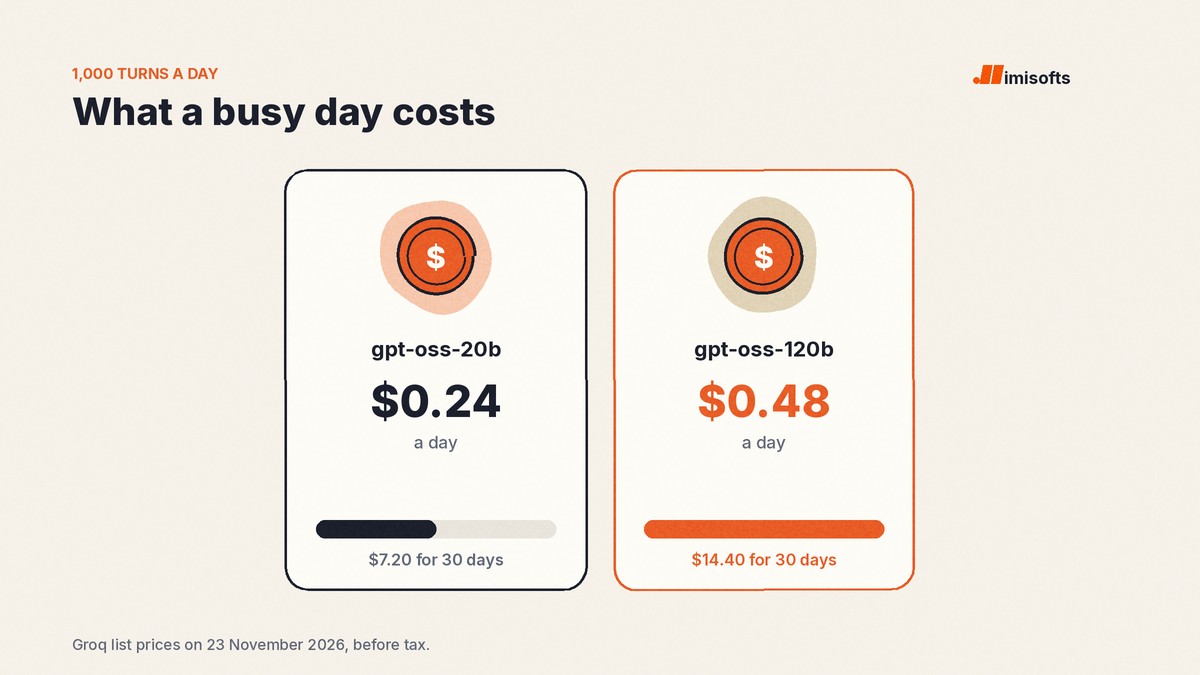 1,000 TURNS A DAY
imisofts
What a busy day costs
$
gpt-oss-20b
$0.24
a day
$7.20 for 30 days
$
gpt-oss-120b
$0.48
a day
$14.40 for 30 days
Groq list prices on 23 November 2026, before tax.